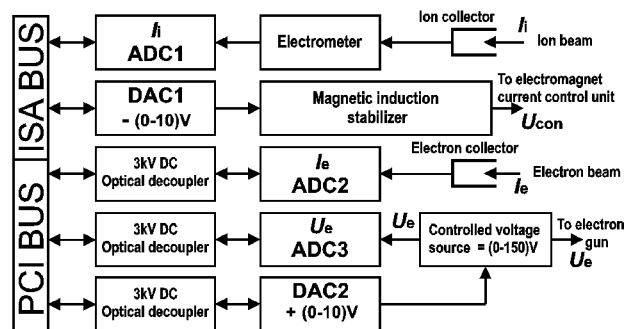 ISA BUS
PCI BUS
Ii
ADC1
Electrometer
Ion collector
Ii
Ion beam
DAC1
- (0-10)V
Magnetic induction
stabilizer
To electromagnet
current control unit
Ucon
3kV DC
Optical decoupler
Ie
ADC2
Electron collector
Electron beam
Ie
3kV DC
Optical decoupler
Ue
ADC3
Ue
Controlled voltage
source = (0-150)V
To electron
gun
Ue
3kV DC
Optical decoupler
DAC2
+ (0-10)V